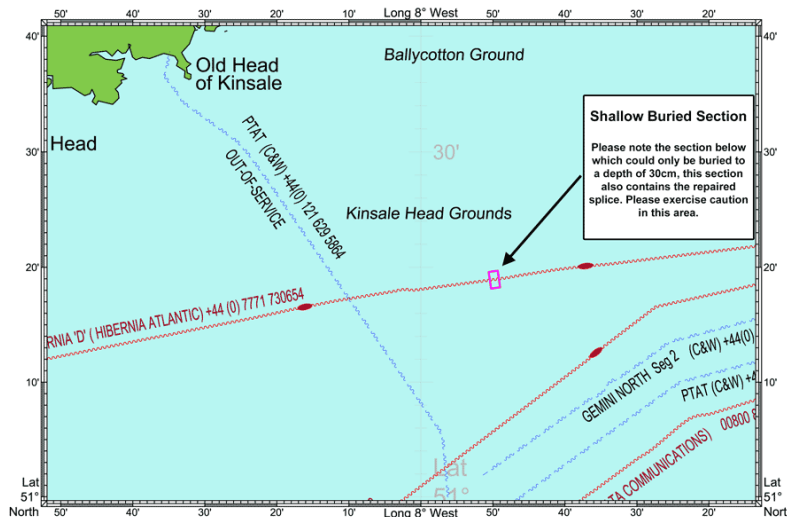 50' 40' 30' 20' 10' Long 8° West 50' 40' 30' 20'
40' 40'
Ballycotton Ground
Old Head
of Kinsale
Shallow Buried Section
Please note the section below
which could only be buried to
a depth of 30cm, this section
also contains the repaired
splice. Please exercise caution
in this area.
Head
30' 30' 30'
PTAT (C&W) +44(0) 121 629 5864
OUT-OF-SERVICE
Kinsale Head Grounds
20' 20'
RNIA 'D' ( HIBERNIA ATLANTIC) +44 (0) 7771 730654
10' 10'
GEMINI NORTH Seg 2 (C&W) +44(0)
PTAT (C&W) +4
TA COMMUNICATIONS) 00800 8
Lat
51°
Lat Lat
51° 51°
North North
50' 40' 30' 20' 10' Long 8° West 50' 40' 30' 20'